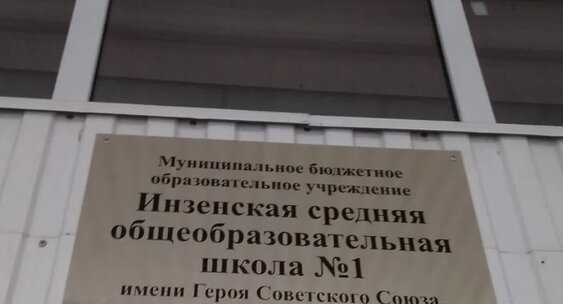 Муниципальное бюджетное
образовательное учреждение
Инзенская средняя
общеобразовательная
школа №1
имени Героя Советского Союза,